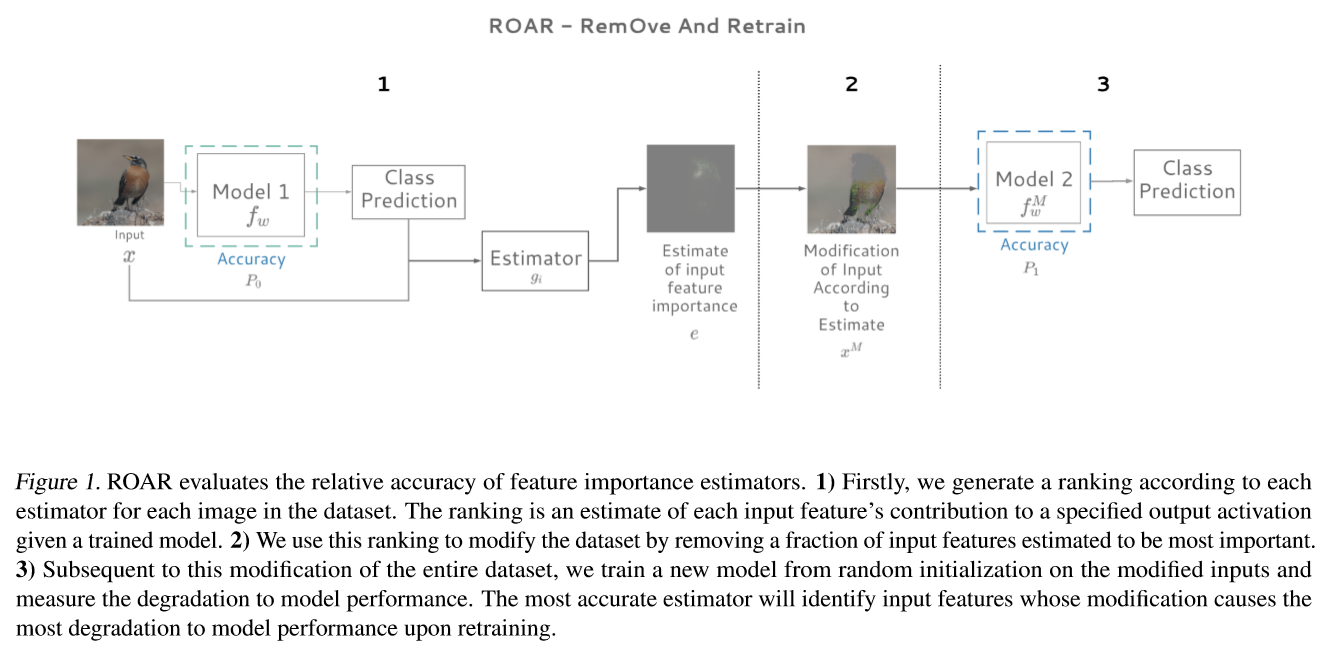 ROAR – RemOve And Retrain
1
2
3
Input
x
Model 1
f_w
Accuracy
P_0
Class
Prediction
Estimator
g_i
Estimate
of input
feature
importance
e
Modification
of Input
According
to
Estimate
x^M
Model 2
f_w^M
Accuracy
P_1
Class
Prediction
Figure 1. ROAR evaluates the relative accuracy of feature importance estimators. 1) Firstly, we generate a ranking according to each
estimator for each image in the dataset. The ranking is an estimate of each input feature’s contribution to a specified output activation
given a trained model. 2) We use this ranking to modify the dataset by removing a fraction of input features estimated to be most important.
3) Subsequent to this modification of the entire dataset, we train a new model from random initialization on the modified inputs and
measure the degradation to model performance. The most accurate estimator will identify input features whose modification causes the
most degradation to model performance upon retraining.